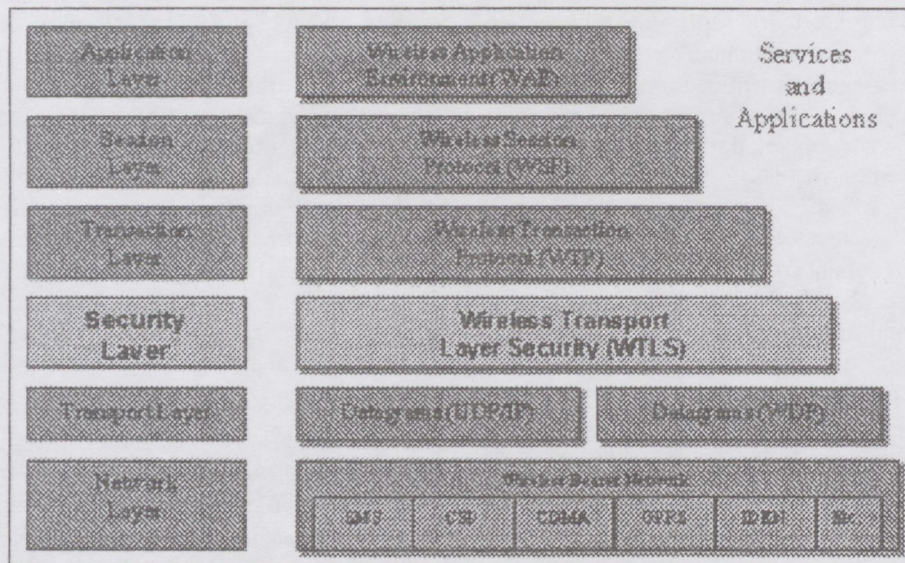 Application
Layer
Wireless Application
Environment (WAE)
Services
and
Applications
Session
Layer
Wireless Session
Protocol (WSP)
Transaction
Layer
Wireless Transaction
Protocol (WTP)
Security
Layer
Wireless Transport
Layer Security (WTLS)
Transport Layer
Datagrams (UDP/IP)
Datagrams (WDP)
Network
Layer
Wireless Bearer Network
SMS
CSD
CDMA
GPRS
IDEN
Etc.